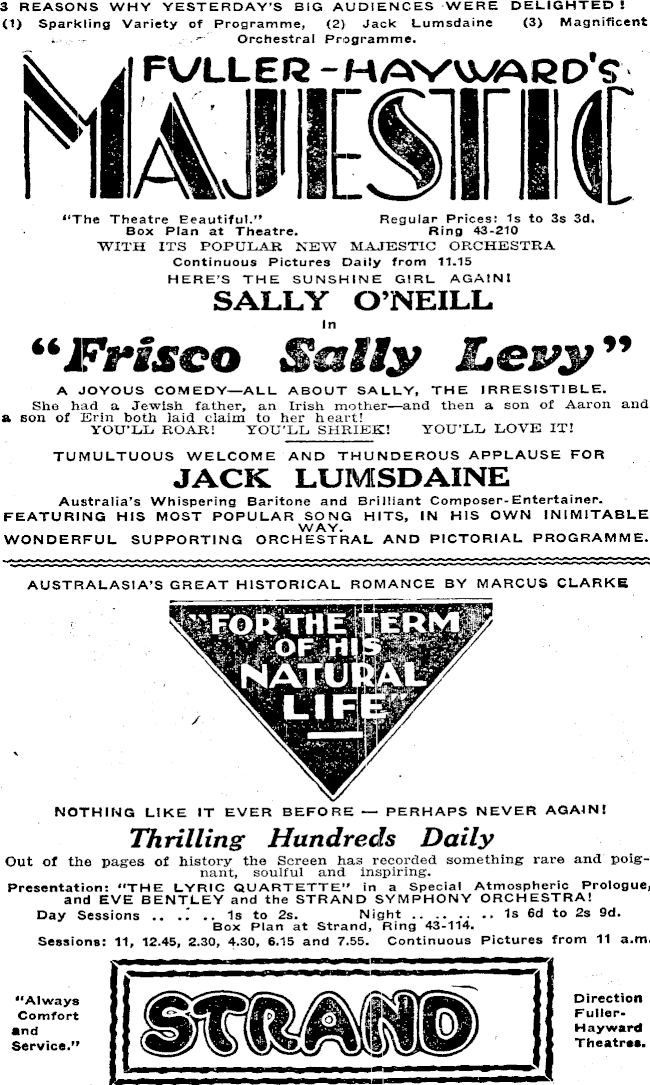 3 REASONS WHY YESTERDAY'S BIG AUDIENCES WERE DELIGHTED!
(1) Sparkling Variety of Programme, (2) Jack Lumsdaine (3) Magnificent
Orchestral Programme.
FULLER-HAYWARD'S
MAJESTIC
"The Theatre Eeautiful."
Box Plan at Theatre.
Regular Prices: 1s to 3s 3d.
Ring 43-210
WITH ITS POPULAR NEW MAJESTIC ORCHESTRA
Continuous Pictures Daily from 11.15
HERE'S THE SUNSHINE GIRL AGAIN!
SALLY O'NEILL
in
"Frisco Sally Levy"
A JOYOUS COMEDY—ALL ABOUT SALLY, THE IRRESISTIBLE.
She had a Jewish father, an Irish mother—and then a son of Aaron and
a son of Erin both laid claim to her heart!
YOU'LL ROAR! YOU'LL SHRIEK! YOU'LL LOVE IT!
TUMULTUOUS WELCOME AND THUNDEROUS APPLAUSE FOR
JACK LUMSDAINE
Australia's Whispering Baritone and Brilliant Composer-Entertainer.
FEATURING HIS MOST POPULAR SONG HITS, IN HIS OWN INIMITABLE
WAY.
WONDERFUL SUPPORTING ORCHESTRAL AND PICTORIAL PROGRAMME.
AUSTRALASIA'S GREAT HISTORICAL ROMANCE BY MARCUS CLARKE
"FOR THE TERM
OF HIS
NATURAL
LIFE"
NOTHING LIKE IT EVER BEFORE — PERHAPS NEVER AGAIN!
Thrilling Hundreds Daily
Out of the pages of history the Screen has recorded something rare and poig-
nant, soulful and inspiring.
Presentation: "THE LYRIC QUARTETTE" in a Special Atmospheric Prologue,
and EVE BENTLEY and the STRAND SYMPHONY ORCHESTRA!
Day Sessions .. .. .. 1s to 2s. Night .. .. .. .. 1s 6d to 2s 9d.
Box Plan at Strand, Ring 43-114.
Sessions: 11, 12.45, 2.30, 4.30, 6.15 and 7.55. Continuous Pictures from 11 a.m.
"Always
Comfort
and
Service."
STRAND
Direction
Fuller-
Hayward
Theatres.